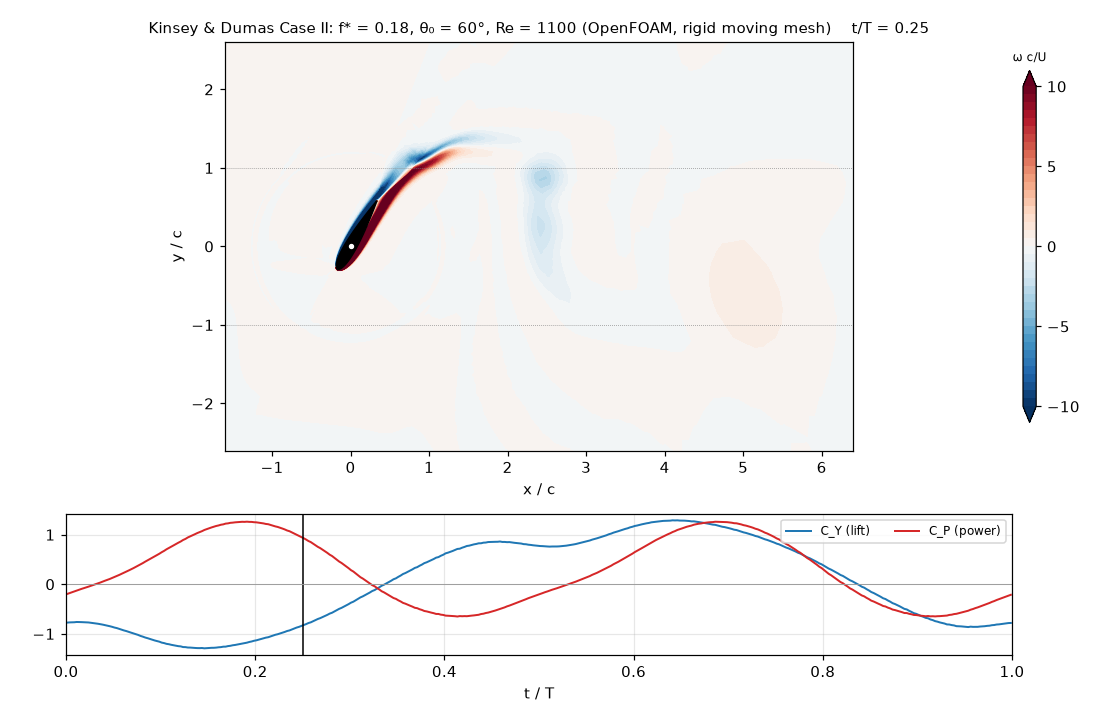 Kinsey & Dumas Case II: f* = 0.18, θ₀ = 60°, Re = 1100 (OpenFOAM, rigid moving mesh)    t/T = 0.25
ω c/U
10
5
0
−5
−10
y / c
2
1
0
−1
−2
−1 0 1 2 3 4 5 6
x / c
C_Y (lift) C_P (power)
1
0
−1
0.0 0.2 0.4 0.6 0.8 1.0
t / T